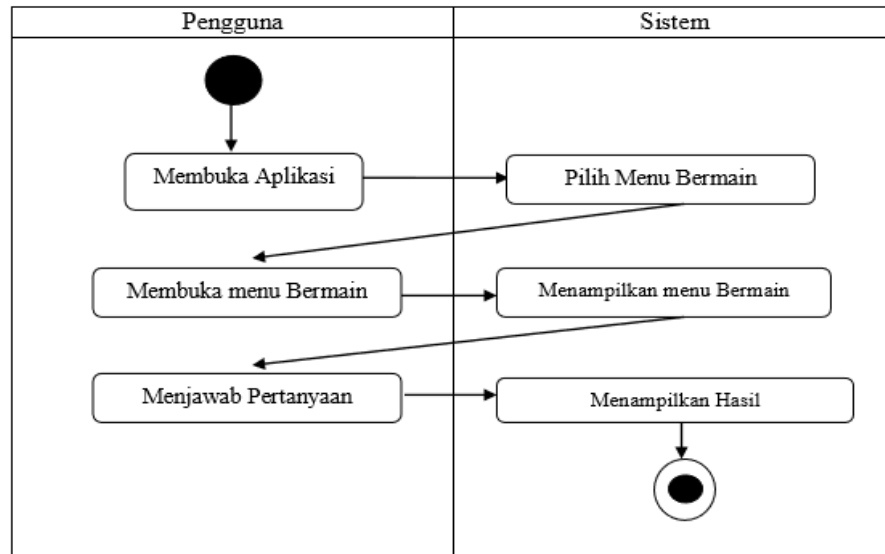 Pengguna
Sistem
Membuka Aplikasi
Pilih Menu Bermain
Membuka menu Bermain
Menampilkan menu Bermain
Menjawab Pertanyaan
Menampilkan Hasil